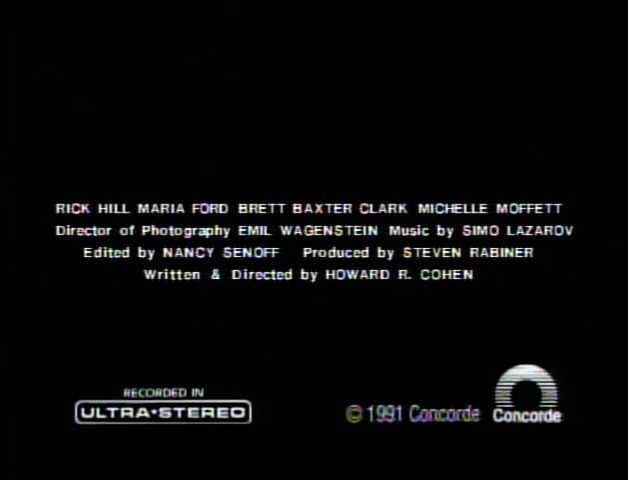 RICK HILL MARIA FORD BRETT BAXTER CLARK MICHELLE MOFFETT
Director of Photography EMIL WAGENSTEIN Music by SIMO LAZAROV
Edited by NANCY SENOFF Produced by STEVEN RABINER
Written & Directed by HOWARD R. COHEN
RECORDED IN
ULTRA•STEREO
© 1991 Concorde
Concorde